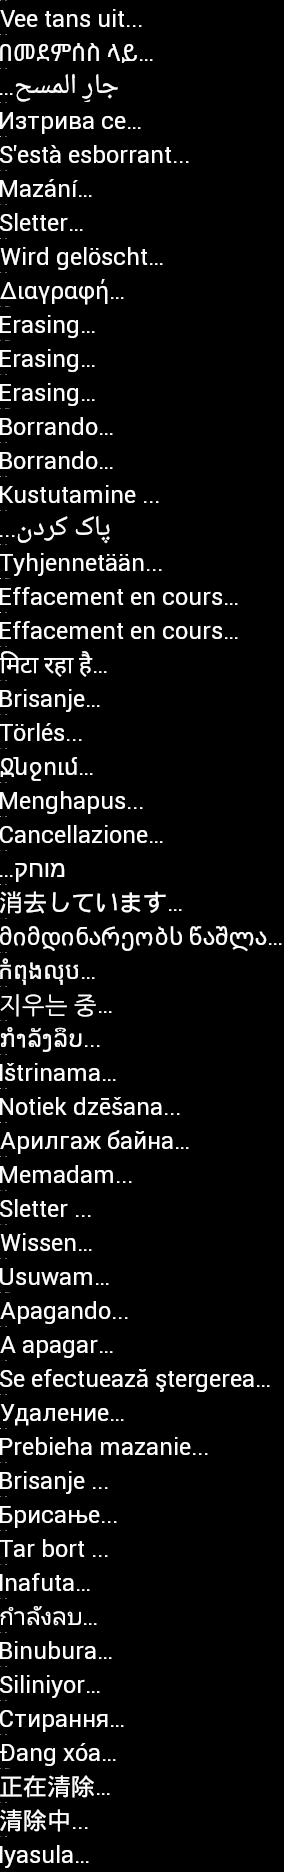 Vee tans uit...
በመደምሰስ ላይ...
جارٍ المسح...
Изтрива се...
S'està esborrant...
Mazání...
Sletter...
Wird gelöscht...
Διαγραφή...
Erasing...
Erasing...
Erasing...
Borrando...
Borrando...
Kustutamine ...
پاک کردن...
Tyhjennetään...
Effacement en cours...
Effacement en cours...
मिटा रहा है...
Brisanje...
Törlés...
Ջնջում...
Menghapus...
Cancellazione...
מוחק...
消去しています...
მიმდინარეობს წაშლა...
កំពុងលុប...
지우는 중...
ກຳລັງລຶບ...
Ištrinama...
Notiek dzēšana...
Арилгаж байна...
Memadam...
Sletter ...
Wissen...
Usuwam...
Apagando...
A apagar...
Se efectuează ştergerea...
Удаление...
Prebieha mazanie...
Brisanje ...
Брисање...
Tar bort ...
Inafuta...
กำลังลบ...
Binubura...
Siliniyor...
Стирання...
Đang xóa...
正在清除...
清除中...
Iyasula...